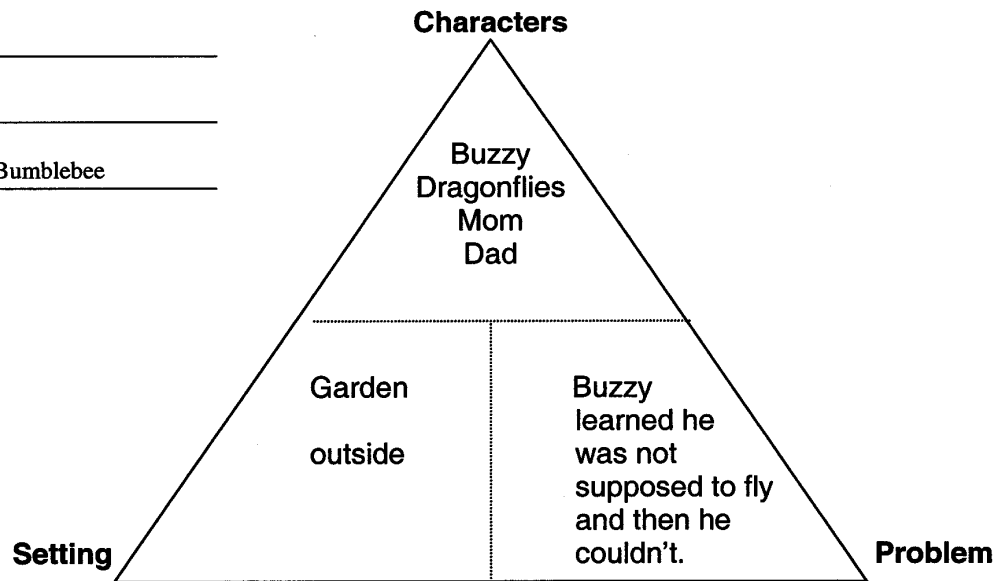 Characters
Bumblebee
Buzzy
Dragonflies
Mom
Dad
Garden
outside
Buzzy
learned he
was not
supposed to fly
and then he
couldn't.
Setting
Problem